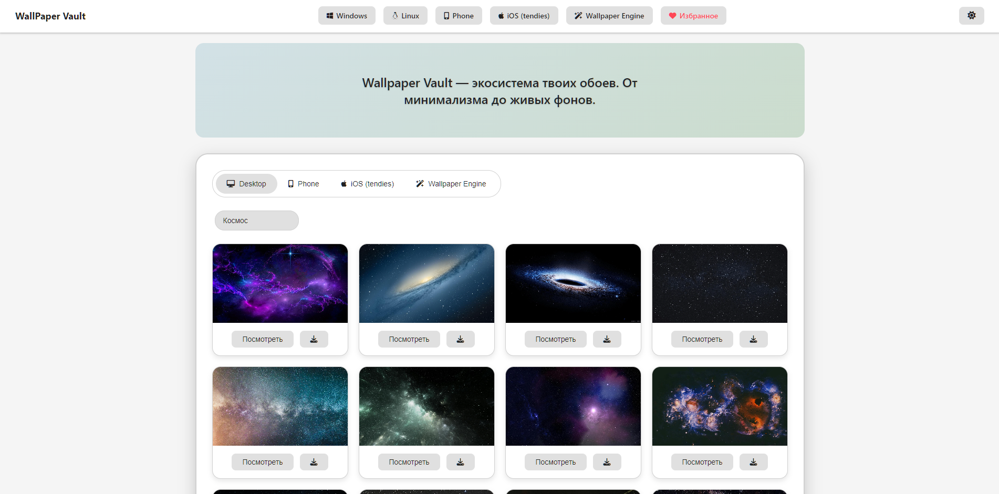 WallPaper Vault
Windows
Linux
Phone
iOS (tendies)
Wallpaper Engine
Избранное
Wallpaper Vault — экосистема твоих обоев. От
минимализма до живых фонов.
Desktop
Phone
iOS (tendies)
Wallpaper Engine
Космос
Посмотреть
Посмотреть
Посмотреть
Посмотреть
Посмотреть
Посмотреть
Посмотреть
Посмотреть